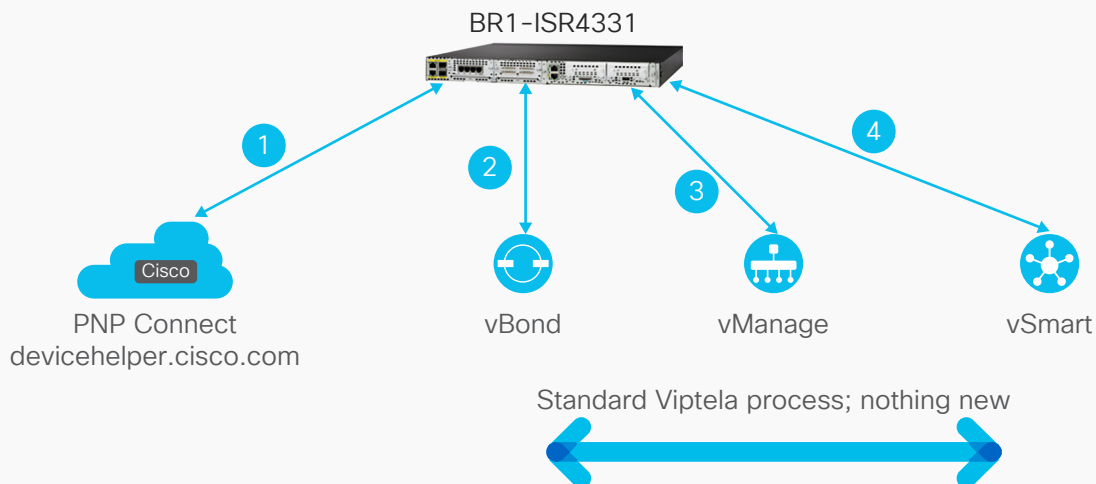 BR1-ISR4331
1
2
3
4
Cisco
PNP Connect
devicehelper.cisco.com
vBond
vManage
vSmart
Standard Viptela process; nothing new